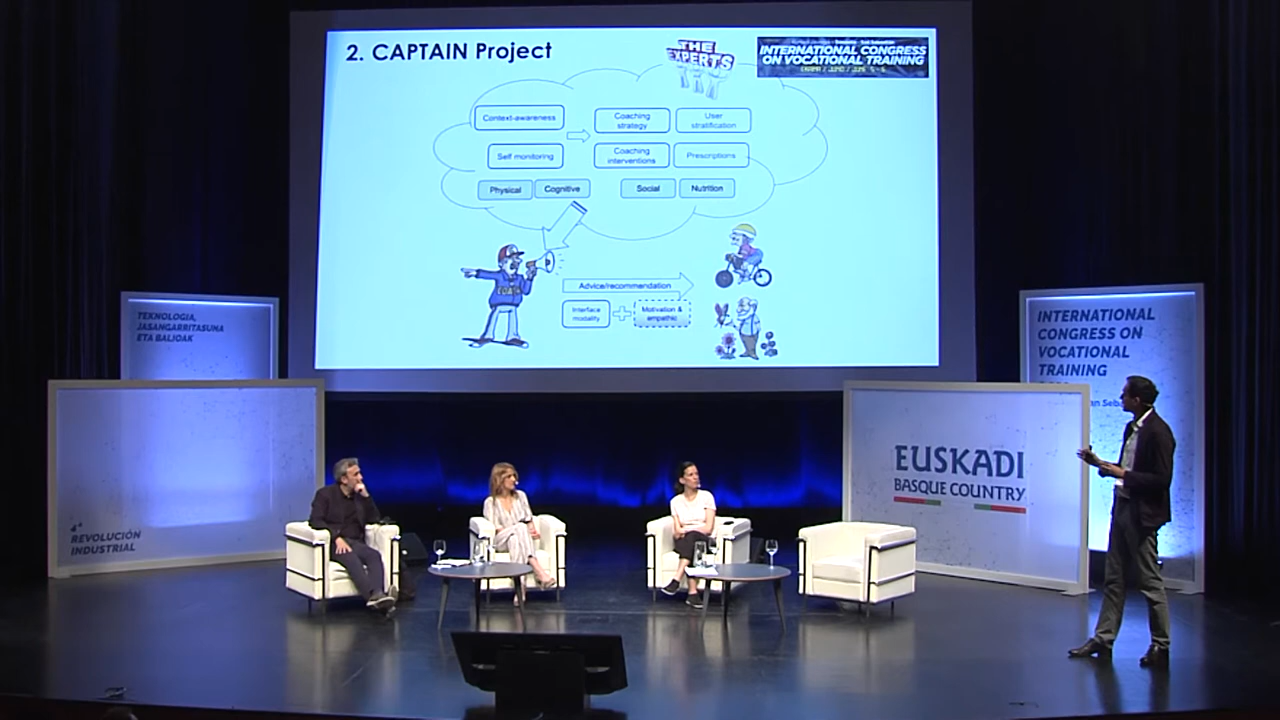 2. CAPTAIN Project
THE
EXPERTS
INTERNATIONAL CONGRESS
ON VOCATIONAL TRAINING
Context-awareness
Coaching
strategy
User
stratification
Self monitoring
Coaching
interventions
Prescriptions
Physical
Cognitive
Social
Nutrition
COACH
Advice/recommendation
Interface
modality
Motivation &
empathic
TEKNOLOGIA,
JASANGARRITASUNA
ETA BALIOAK
INTERNATIONAL
CONGRESS ON
VOCATIONAL
TRAINING
EUSKADI
BASQUE COUNTRY
4ª
REVOLUCIÓN
INDUSTRIAL